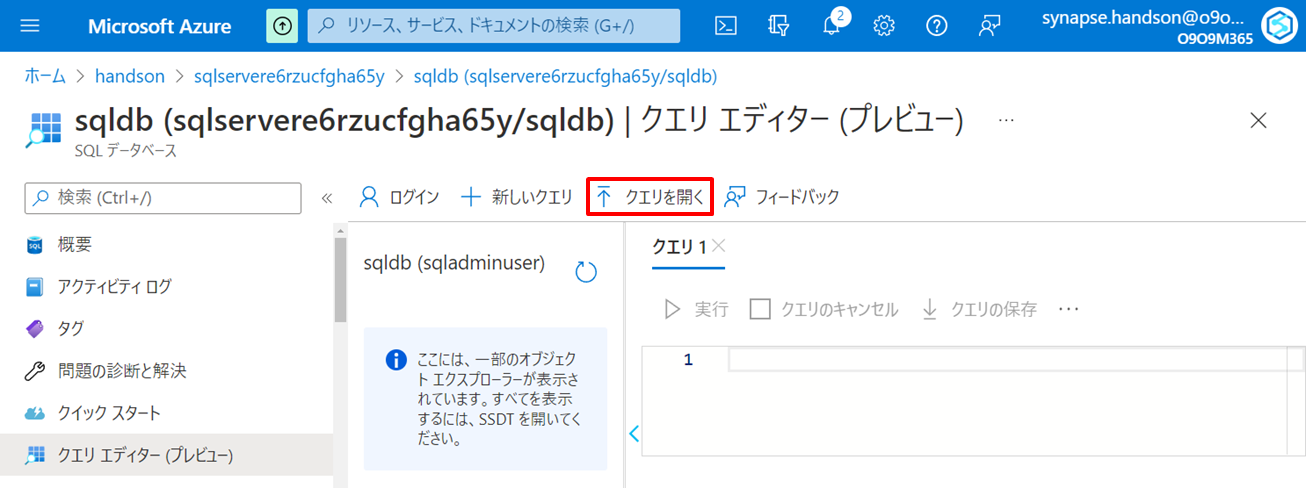 Microsoft Azure
リソース、サービス、ドキュメントの検索 (G+/)
2
synapse.handson@o9o...
O9O9M365
ホーム > handson > sqlservere6rzucfgha65y > sqldb (sqlservere6rzucfgha65y/sqldb)
sqldb (sqlservere6rzucfgha65y/sqldb) | クエリ エディター (プレビュー) ...
SQL データベース
検索 (Ctrl+/)
«
ログイン
新しいクエリ
クエリを開く
フィードバック
SQL
概要
アクティビティ ログ
タグ
問題の診断と解決
クイック スタート
クエリ エディター (プレビュー)
sqldb (sqladminuser)
ここには、一部のオブジェク
ト エクスプローラーが表示さ
れています。すべてを表示
するには、SSDT を開いてく
ださい。
クエリ 1
実行
クエリのキャンセル
クエリの保存
...
1